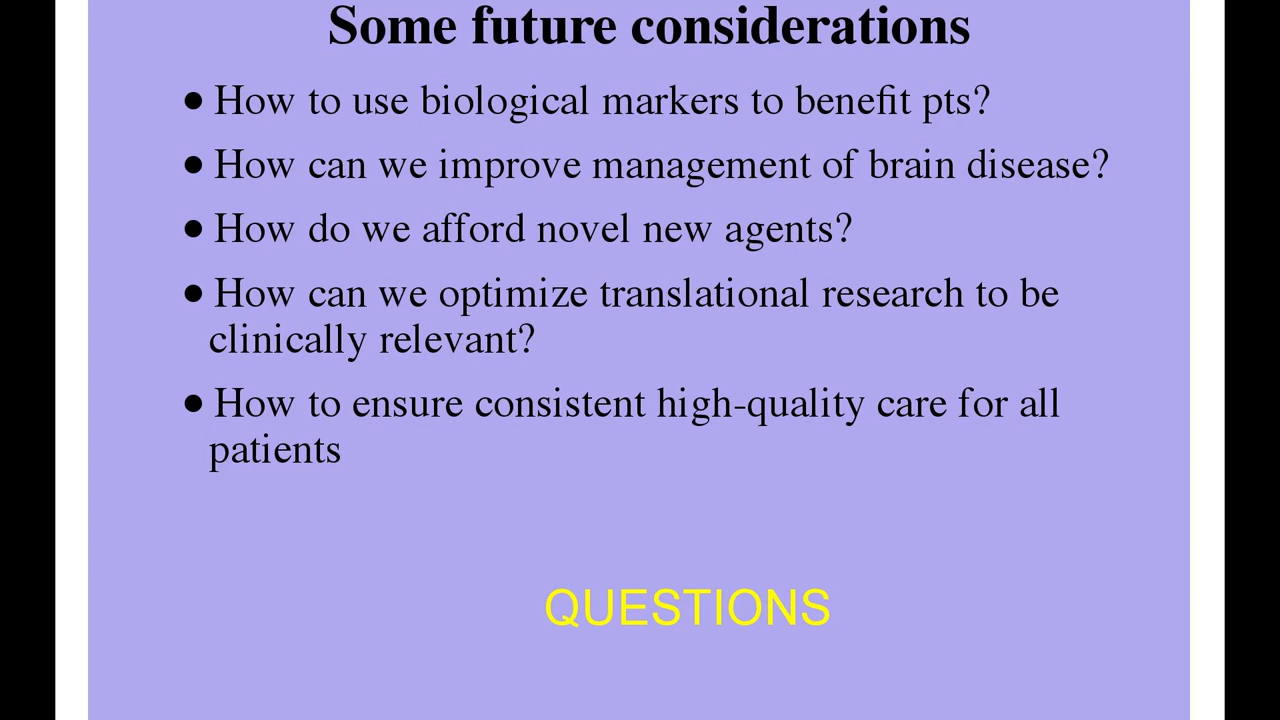 Some future considerations
● How to use biological markers to benefit pts?
● How can we improve management of brain disease?
● How do we afford novel new agents?
● How can we optimize translational research to be
clinically relevant?
● How to ensure consistent high-quality care for all
patients
QUESTIONS